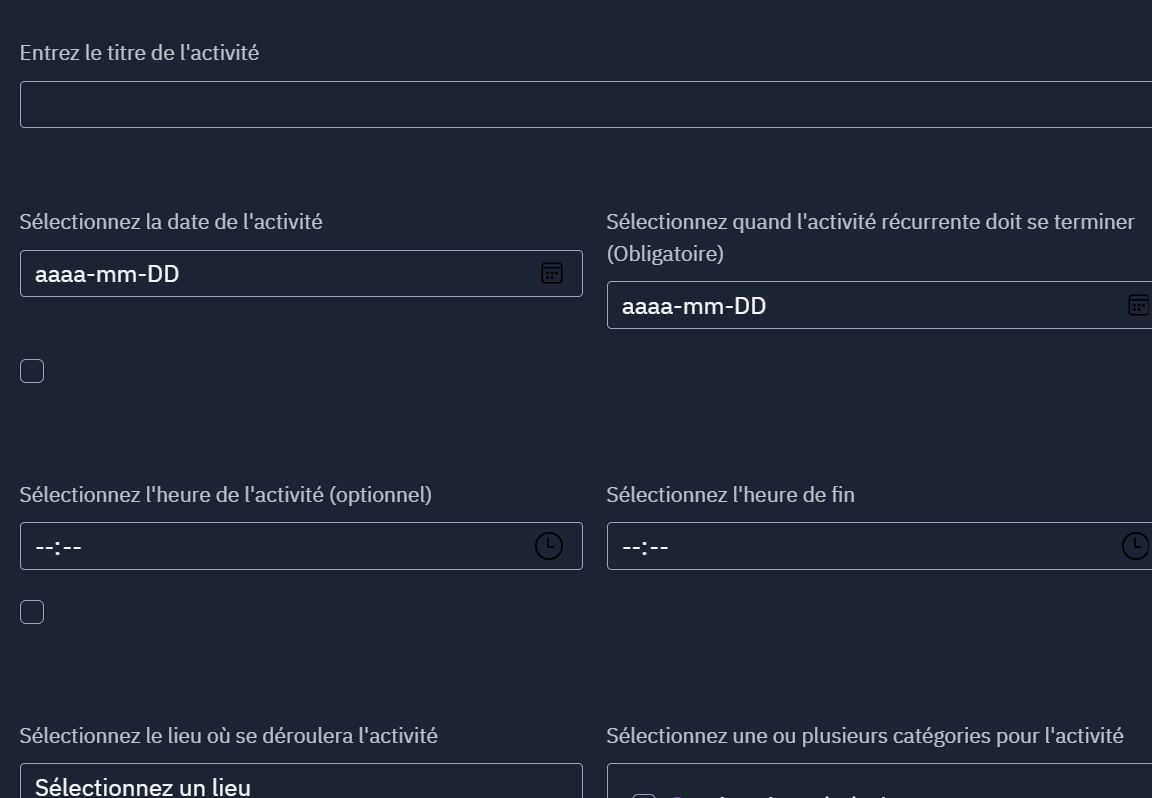 Entrez le titre de l'activité
Sélectionnez la date de l'activité
aaaa-mm-DD
Sélectionnez quand l'activité récurrente doit se terminer
(Obligatoire)
aaaa-mm-DD
Sélectionnez l'heure de l'activité (optionnel)
--:--
Sélectionnez l'heure de fin
--:--
Sélectionnez le lieu où se déroulera l'activité
Sélectionnez un lieu
Sélectionnez une ou plusieurs catégories pour l'activité